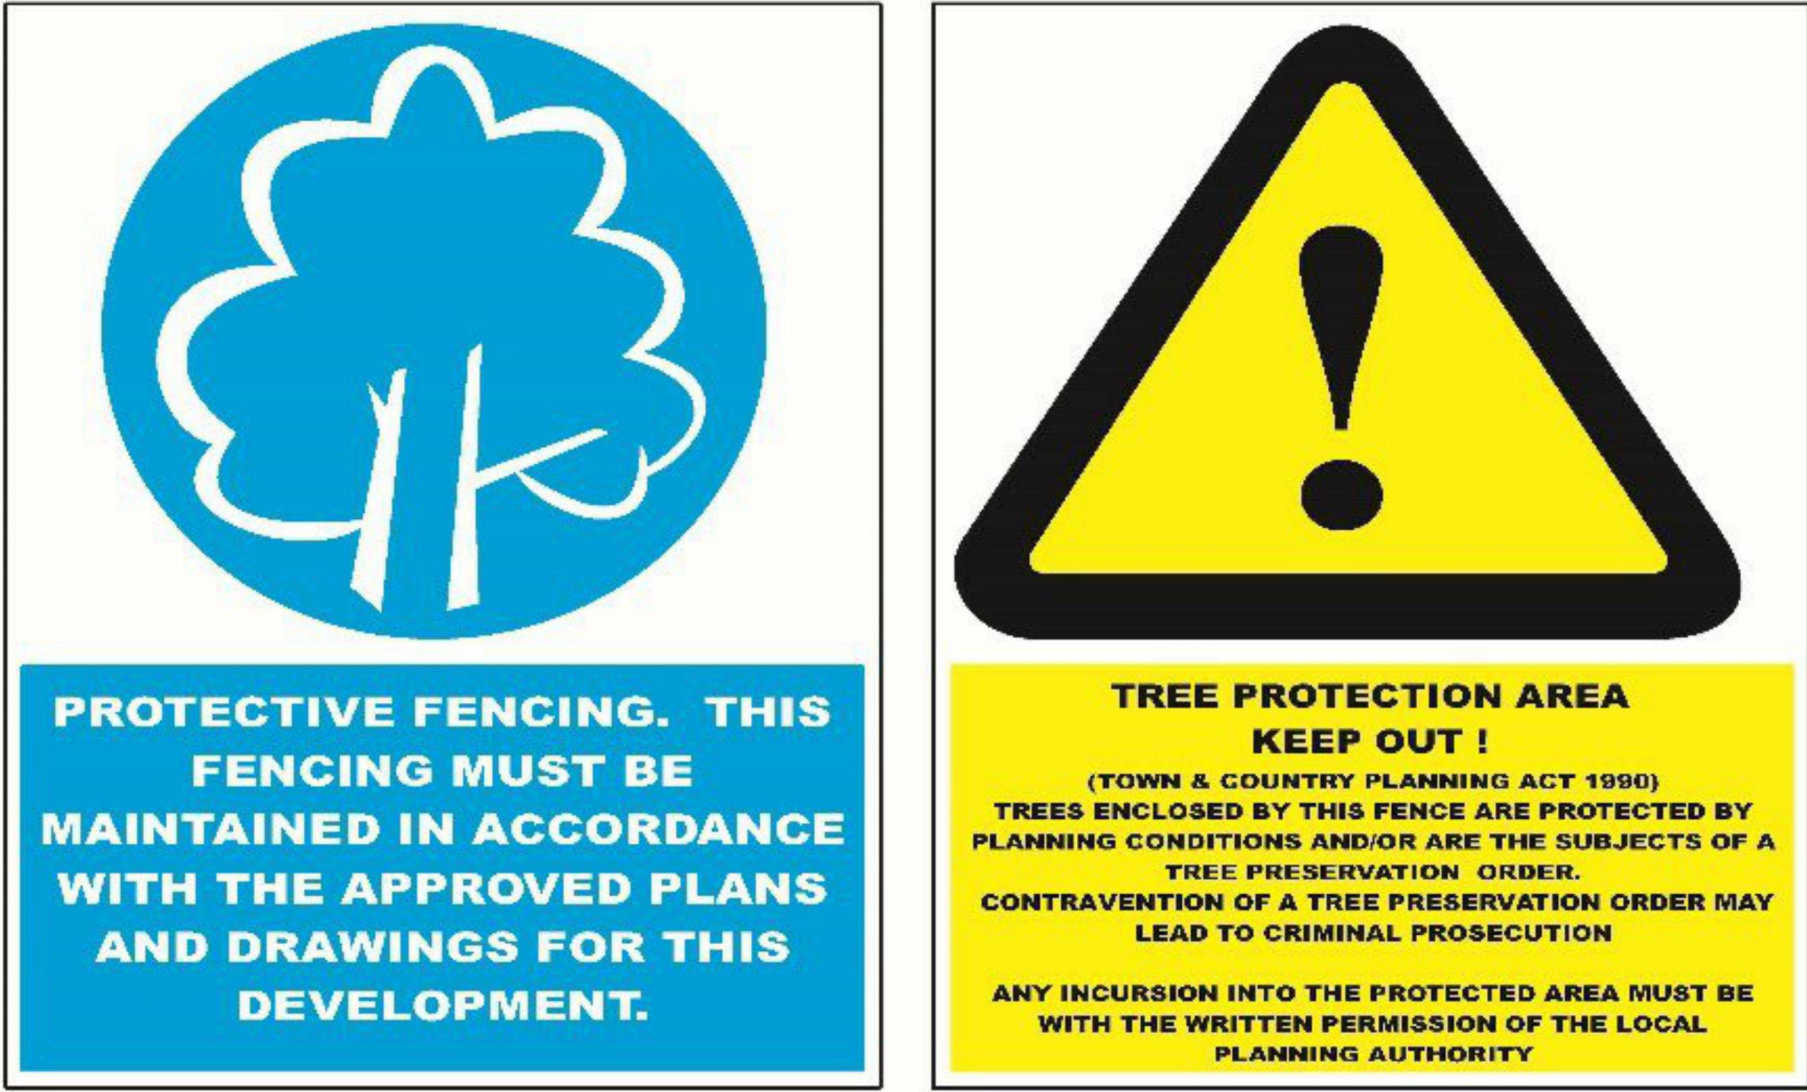 PROTECTIVE FENCING.  THIS
FENCING MUST BE
MAINTAINED IN ACCORDANCE
WITH THE APPROVED PLANS
AND DRAWINGS FOR THIS
DEVELOPMENT.
TREE PROTECTION AREA
KEEP OUT !
(TOWN & COUNTRY PLANNING ACT 1990)
TREES ENCLOSED BY THIS FENCE ARE PROTECTED BY
PLANNING CONDITIONS AND/OR ARE THE SUBJECTS OF A
TREE PRESERVATION  ORDER.
CONTRAVENTION OF A TREE PRESERVATION ORDER MAY
LEAD TO CRIMINAL PROSECUTION
ANY INCURSION INTO THE PROTECTED AREA MUST BE
WITH THE WRITTEN PERMISSION OF THE LOCAL
PLANNING AUTHORITY